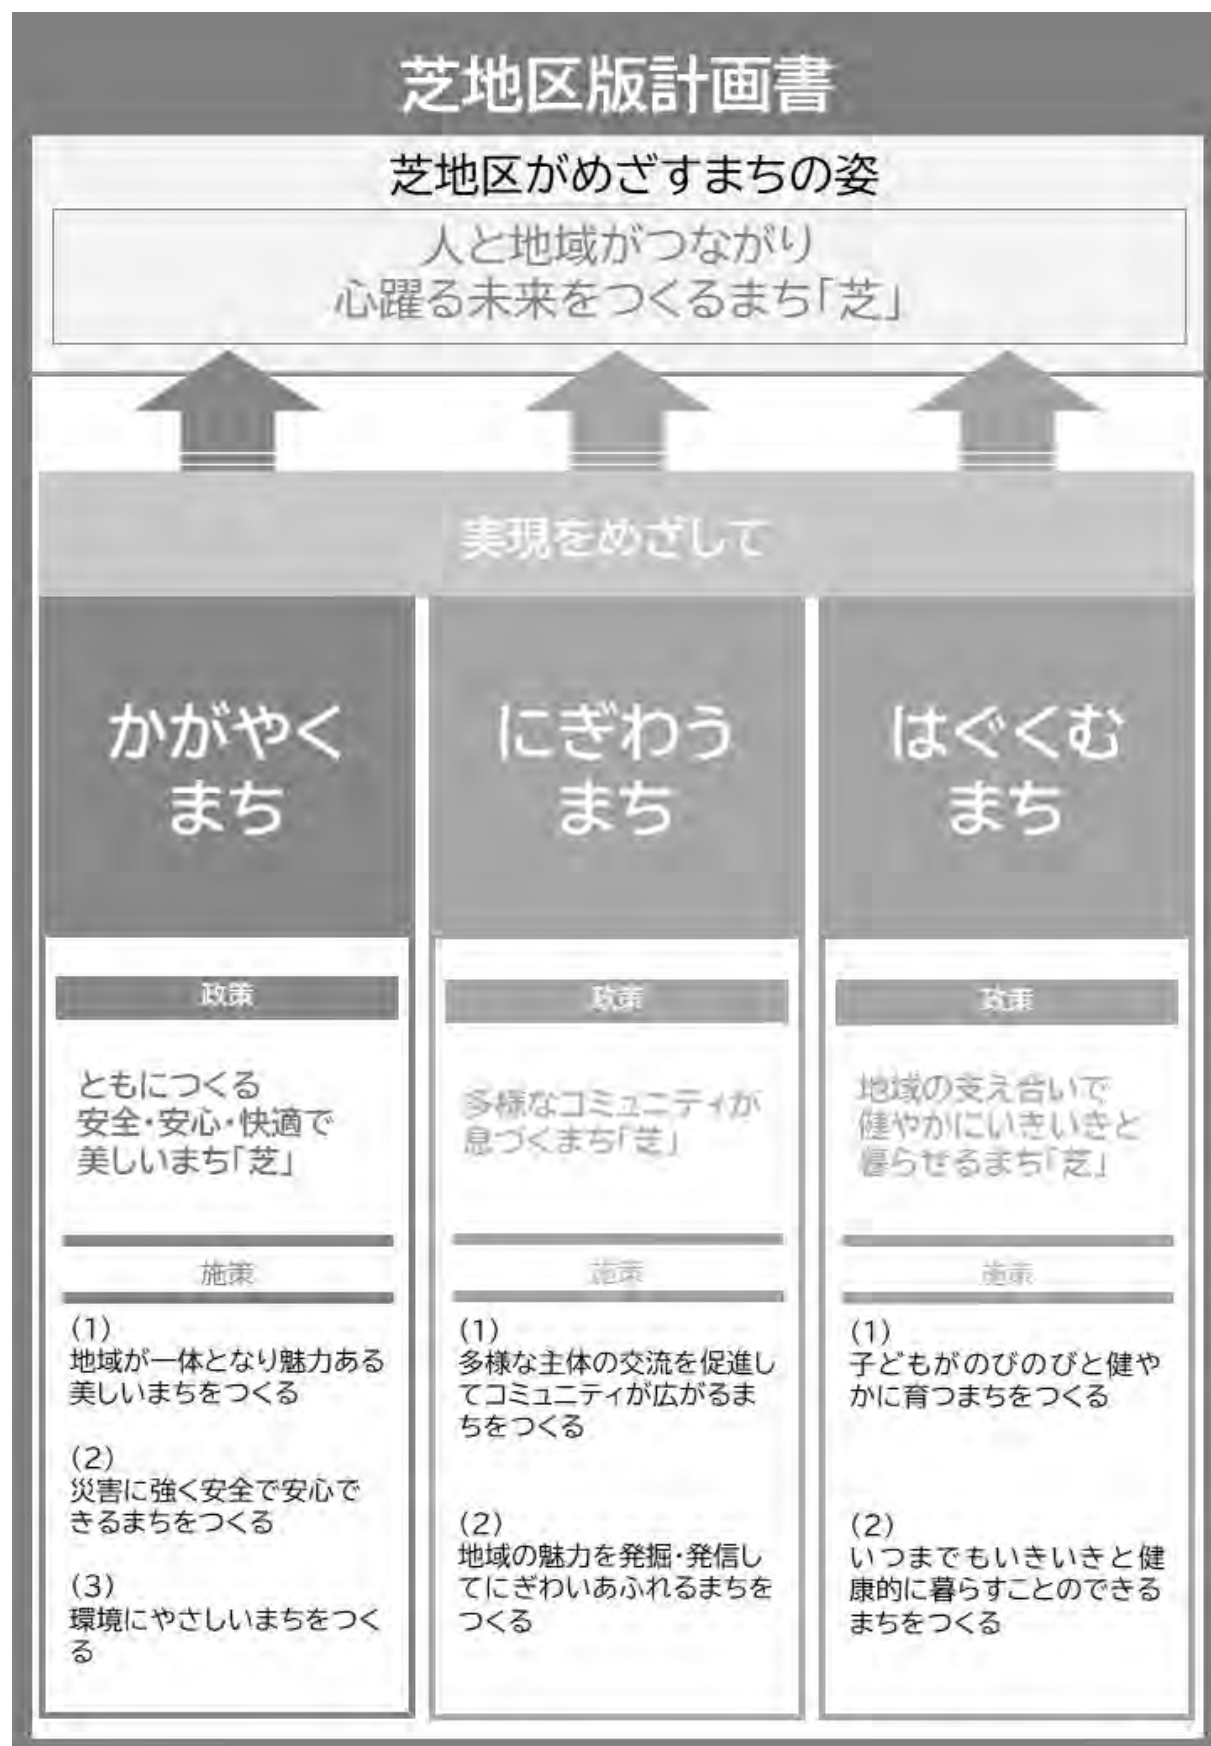 芝地区版計画書
芝地区がめざすまちの姿
人と地域がつながり
心躍る未来をつくるまち「芝」
実現をめざして
かがやく
まち
政策
ともにつくる
安全・安心・快適で
美しいまち「芝」
施策
(1)
地域が一体となり魅力ある
美しいまちをつくる
(2)
災害に強く安全で安心で
きるまちをつくる
(3)
環境にやさしいまちをつく
る
にぎわう
まち
政策
多様なコミュニティが
息づくまち「芝」
施策
(1)
多様な主体の交流を促進し
てコミュニティが広がるま
ちをつくる
(2)
地域の魅力を発掘・発信し
てにぎわいあふれるまちを
つくる
はぐくむ
まち
政策
地域の支え合いで
健やかにいきいきと
暮らせるまち「芝」
施策
(1)
子どもがのびのびと健や
かに育つまちをつくる
(2)
いつまでもいきいきと健
康的に暮らすことのできる
まちをつくる